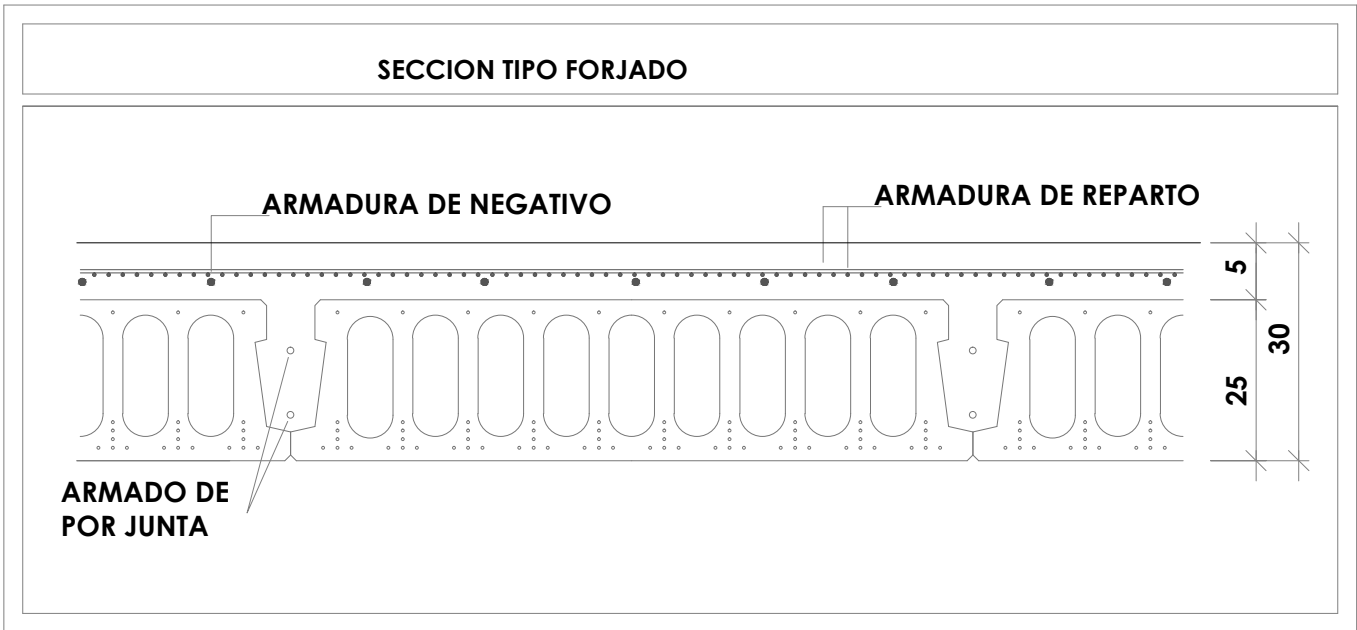 SECCION TIPO FORJADO
ARMADURA DE NEGATIVO
ARMADURA DE REPARTO
5
30
25
ARMADO DE
POR JUNTA